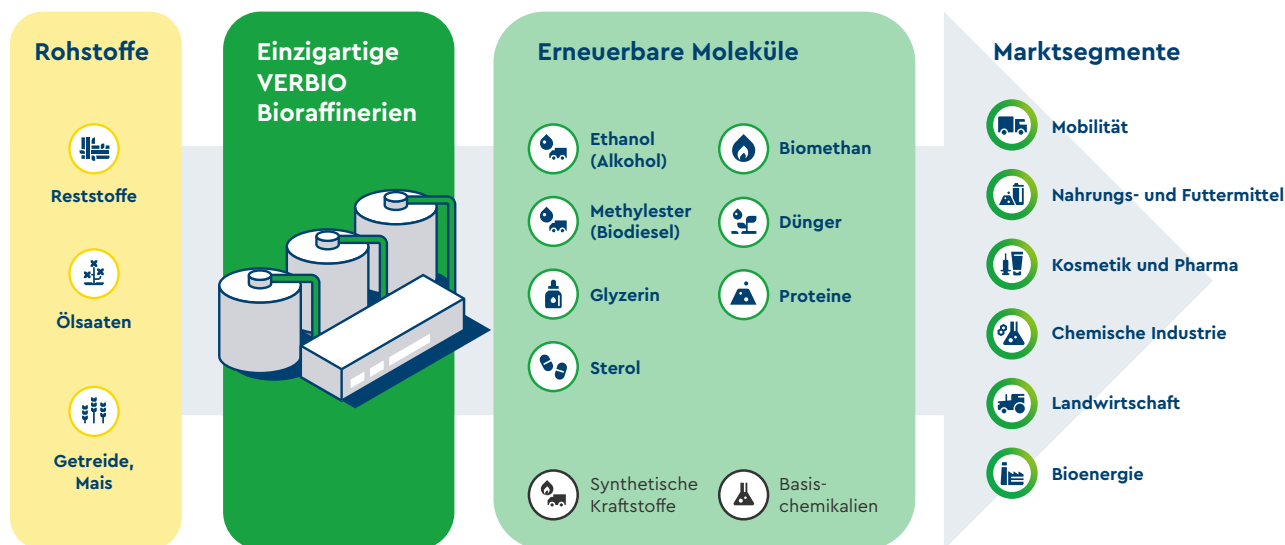 Rohstoffe
Reststoffe
Ölsaaten
Getreide,
Mais
Einzigartige
VERBIO
Bioraffinerien
Erneuerbare Moleküle
Ethanol
(Alkohol)
Biomethan
Methylester
(Biodiesel)
Dünger
Glyzerin
Proteine
Sterol
Synthetische
Kraftstoffe
Basis-
chemikalien
Marktsegmente
Mobilität
Nahrungs- und Futtermittel
Kosmetik und Pharma
Chemische Industrie
Landwirtschaft
Bioenergie